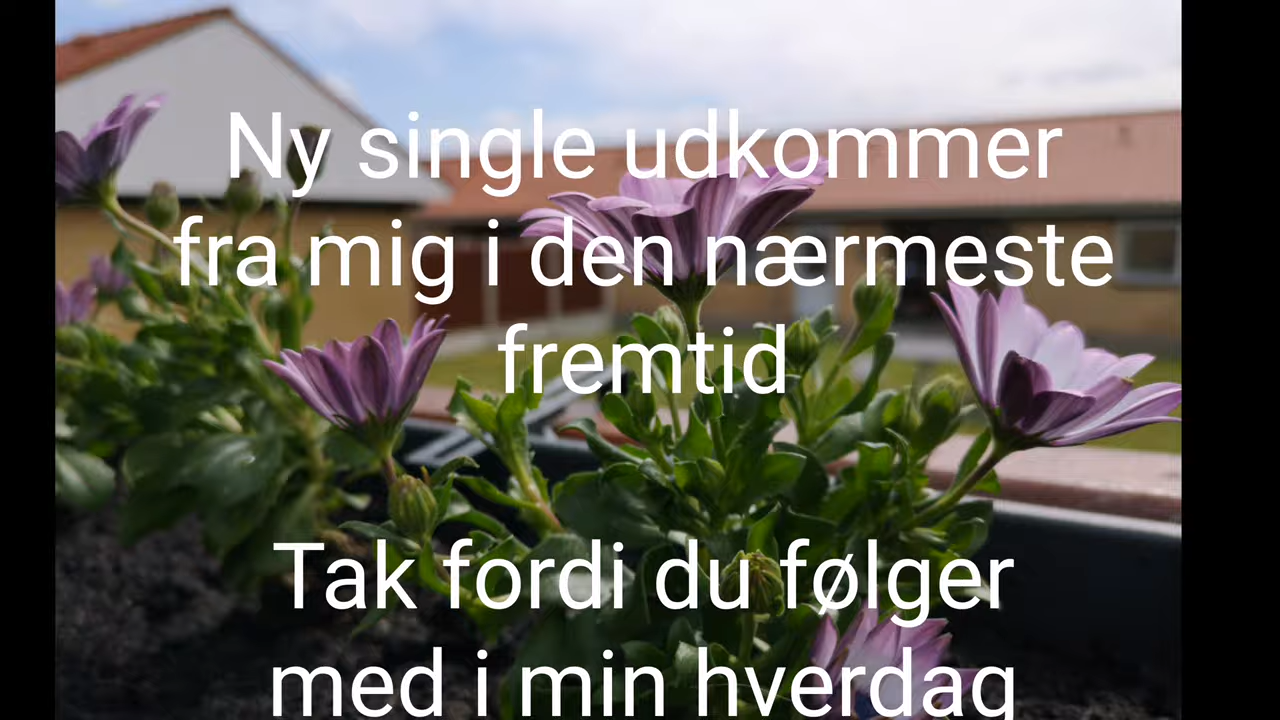 Ny single udkommer
fra mig i den nærmeste
fremtid
Tak fordi du følger
med i min hverdag